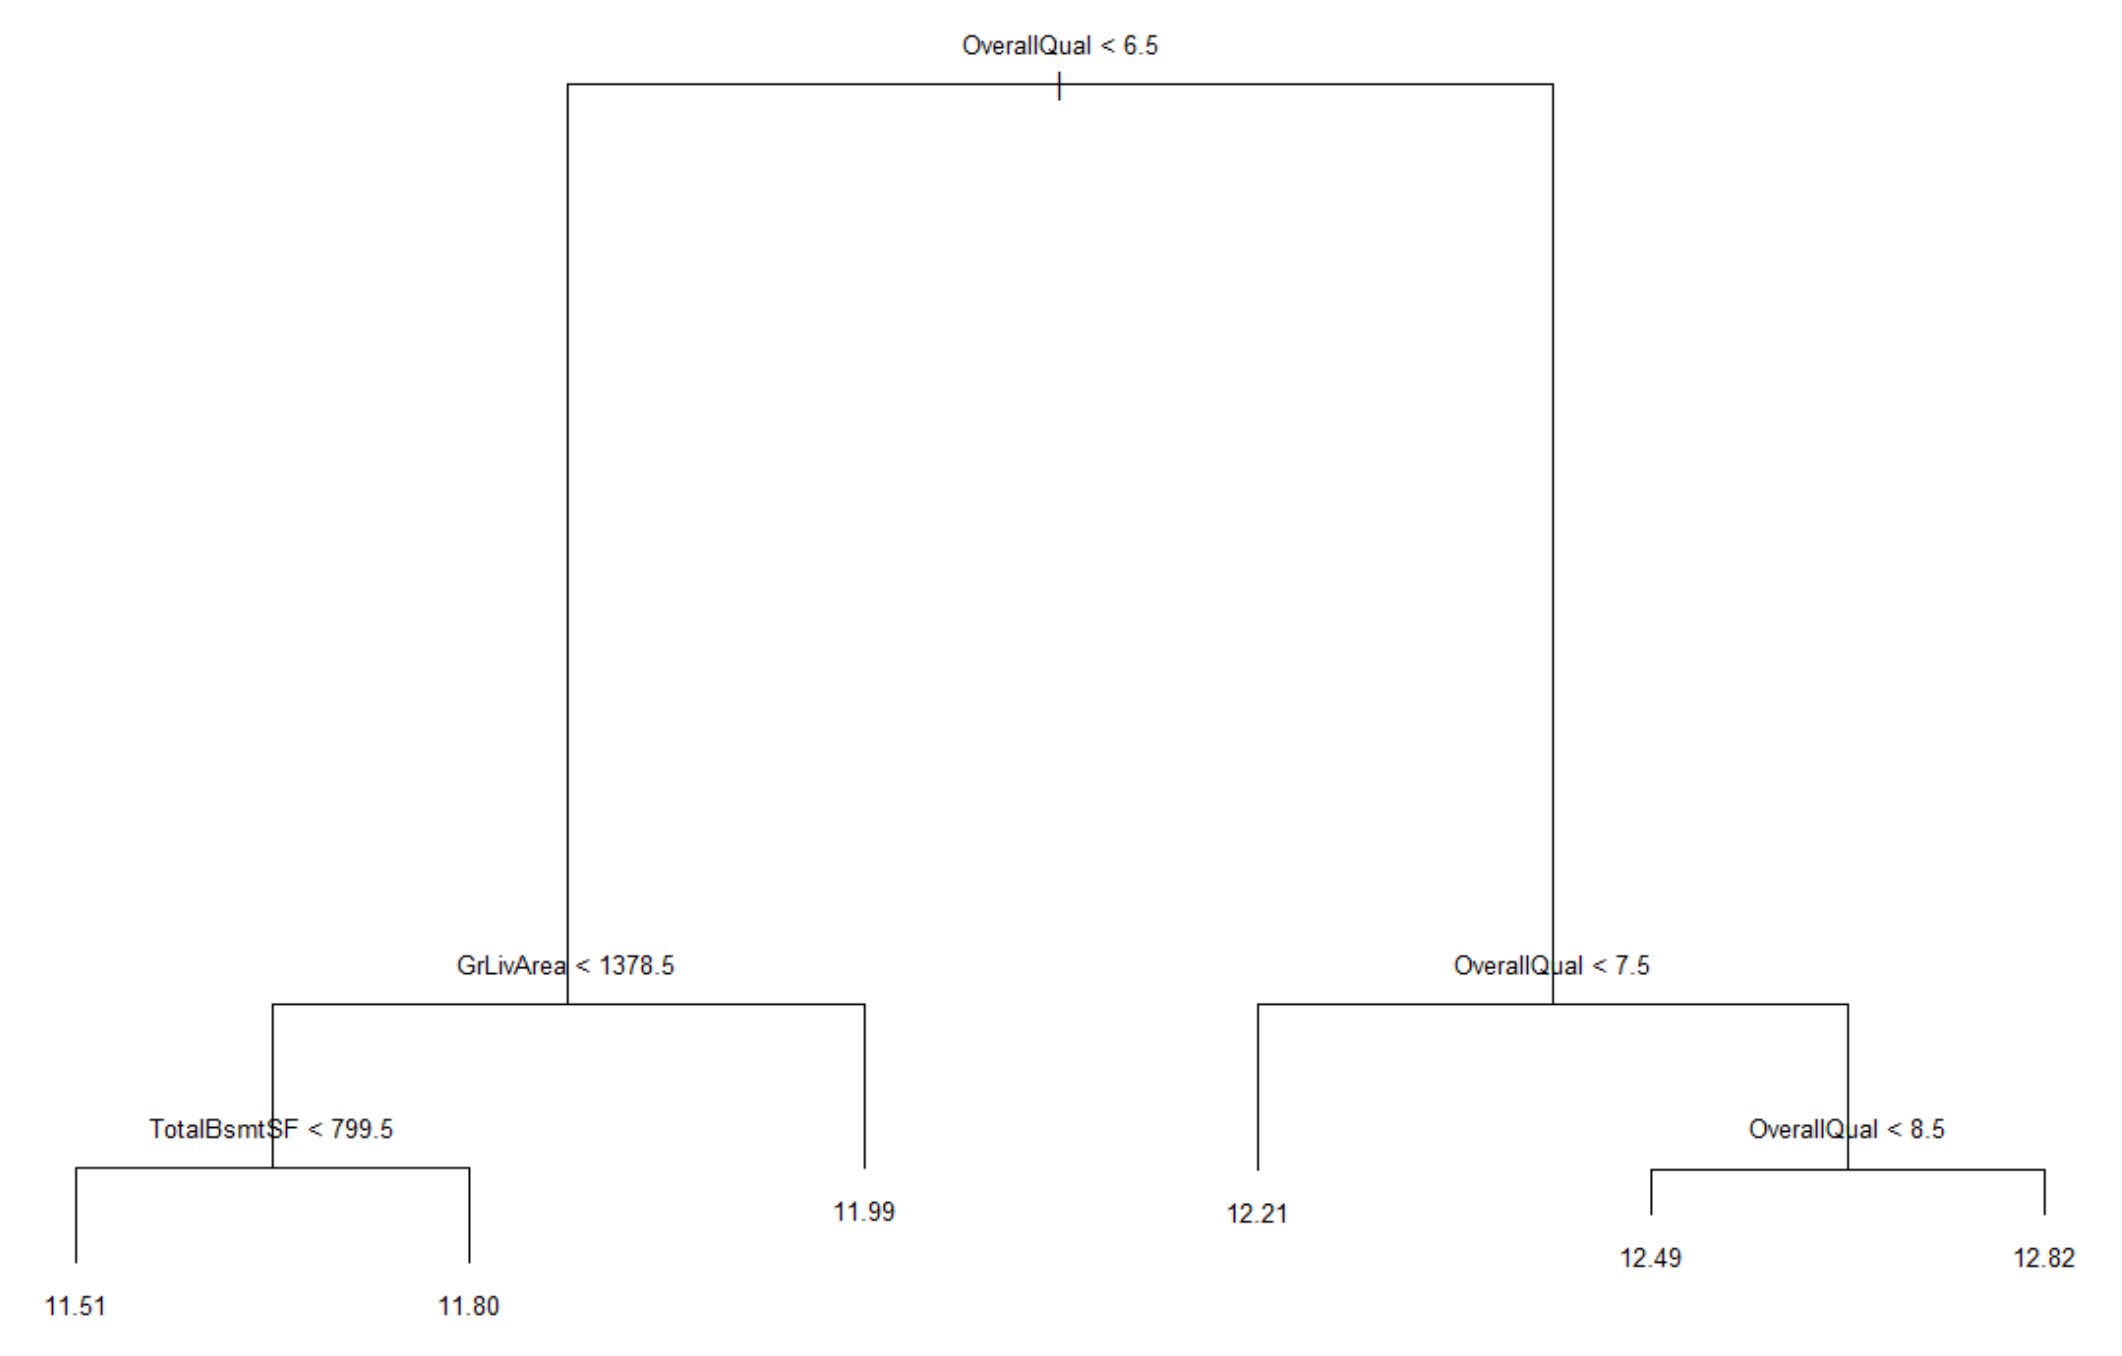 OverallQual < 6.5
GrLivArea < 1378.5
OverallQual < 7.5
TotalBsmtSF < 799.5
OverallQual < 8.5
11.99
12.21
12.49
12.82
11.51
11.80